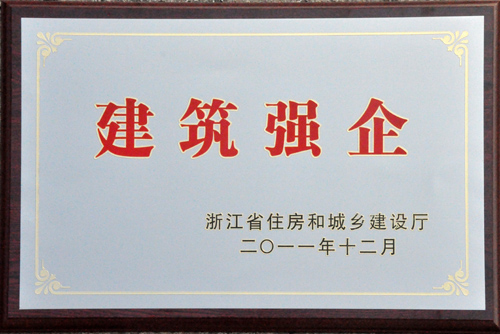 建筑强企
浙江省住房和城乡建设厅
二〇一一年十二月